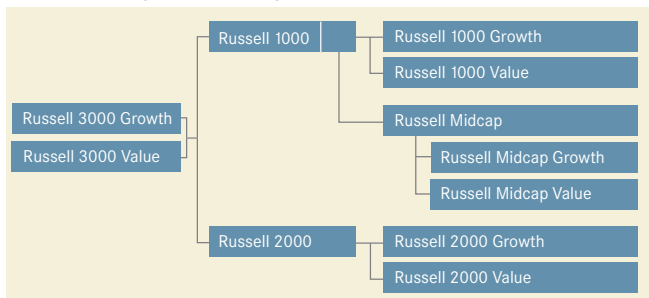 Russell 1000
Russell 1000 Growth
Russell 1000 Value
Russell 3000 Growth
Russell 3000 Value
Russell Midcap
Russell Midcap Growth
Russell Midcap Value
Russell 2000
Russell 2000 Growth
Russell 2000 Value